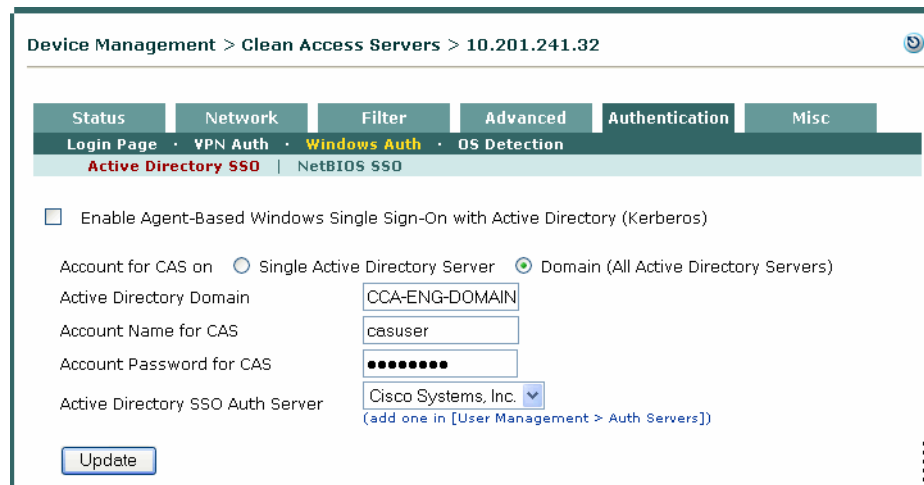 Device Management > Clean Access Servers > 10.201.241.32
Status Network Filter Advanced Authentication Misc
Login Page · VPN Auth · Windows Auth · OS Detection
Active Directory SSO | NetBIOS SSO
Enable Agent-Based Windows Single Sign-On with Active Directory (Kerberos)
Account for CAS on Single Active Directory Server Domain (All Active Directory Servers)
Active Directory Domain CCA-ENG-DOMAIN
Account Name for CAS casuser
Account Password for CAS ●●●●●●●●
Active Directory SSO Auth Server Cisco Systems, Inc.
(add one in [User Management > Auth Servers])
Update